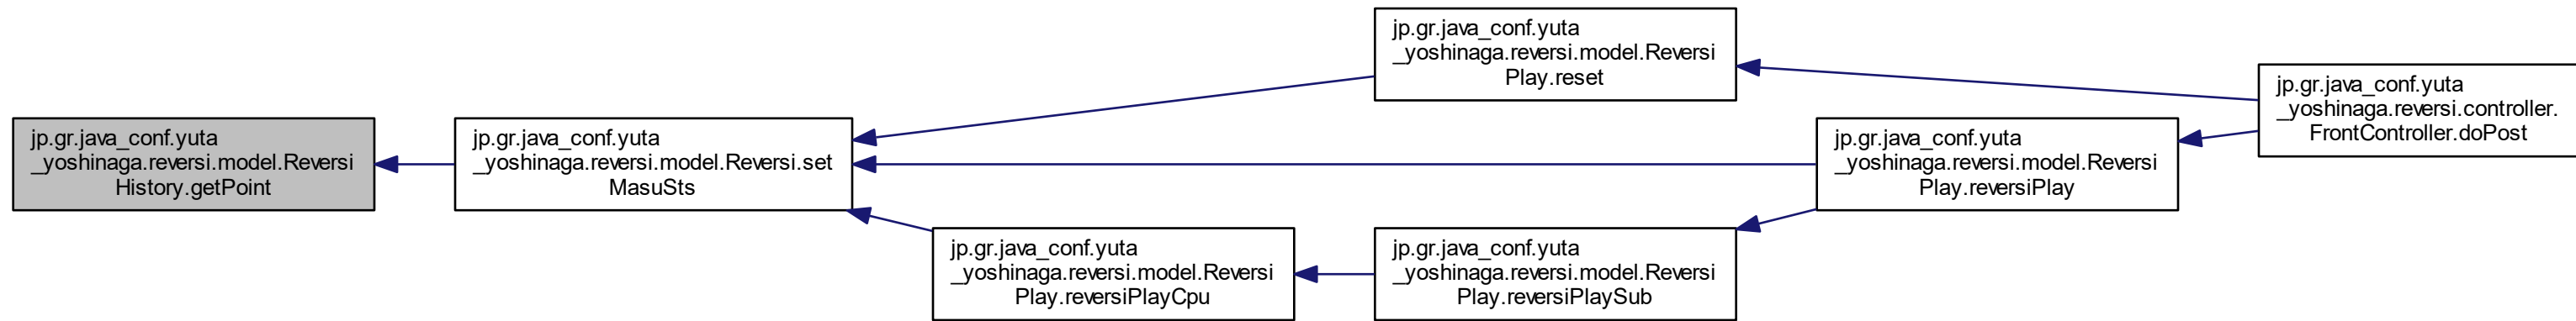 jp.gr.java_conf.yuta
_yoshinaga.reversi.model.Reversi
History.getPoint
jp.gr.java_conf.yuta
_yoshinaga.reversi.model.Reversi.set
MasuSts
jp.gr.java_conf.yuta
_yoshinaga.reversi.model.Reversi
Play.reset
jp.gr.java_conf.yuta
_yoshinaga.reversi.controller.
FrontController.doPost
jp.gr.java_conf.yuta
_yoshinaga.reversi.model.Reversi
Play.reversiPlay
jp.gr.java_conf.yuta
_yoshinaga.reversi.model.Reversi
Play.reversiPlayCpu
jp.gr.java_conf.yuta
_yoshinaga.reversi.model.Reversi
Play.reversiPlaySub